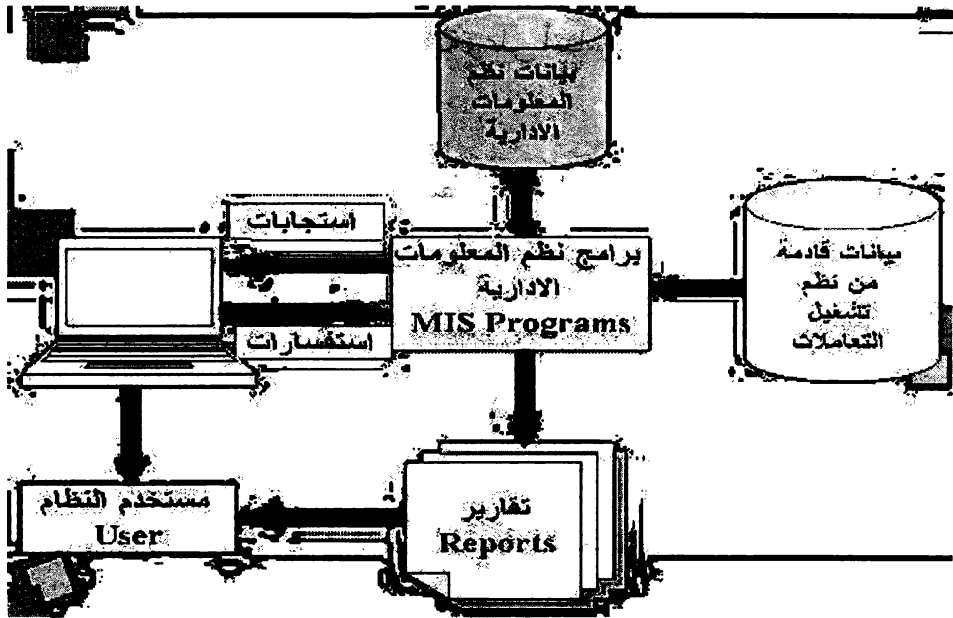 بيانات نظم
المعلومات
الادارية
استجابات
برامج نظم المعلومات
الادارية
MIS Programs
استفسارات
بيانات قادمة
من نظم
تشغيل
التعاملات
مستخدم النظام
User
تقارير
Reports